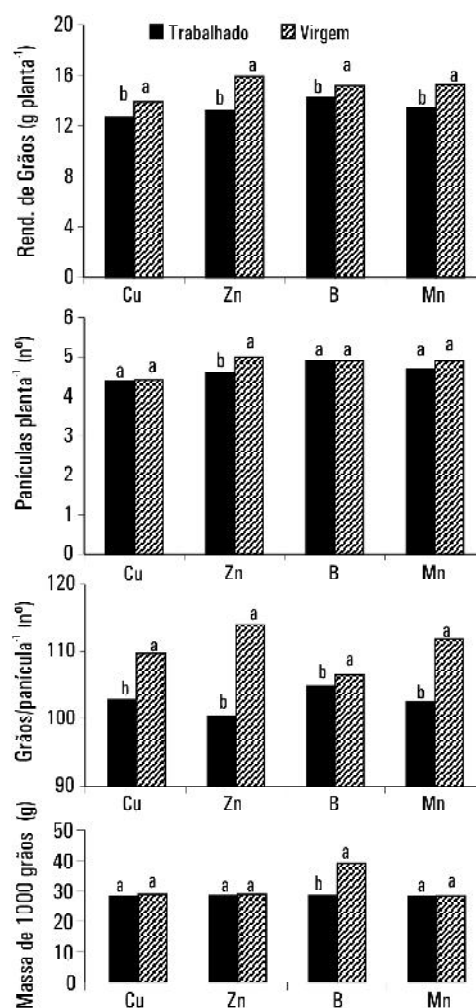 Trabalhado Virgem
Rend. de Grãos (g planta⁻¹)
20
16
12
8
4
0
b a b a b a b a
Cu Zn B Mn
Panículas planta⁻¹ (nº)
6
5
4
3
2
1
0
a a b a a a a a
Cu Zn B Mn
Grãos/panícula⁻¹ (nº)
120
110
100
90
h a b a b a b a
Cu Zn B Mn
Massa de 1000 grãos (g)
50
40
30
20
10
0
a a a a h a a a
Cu Zn B Mn